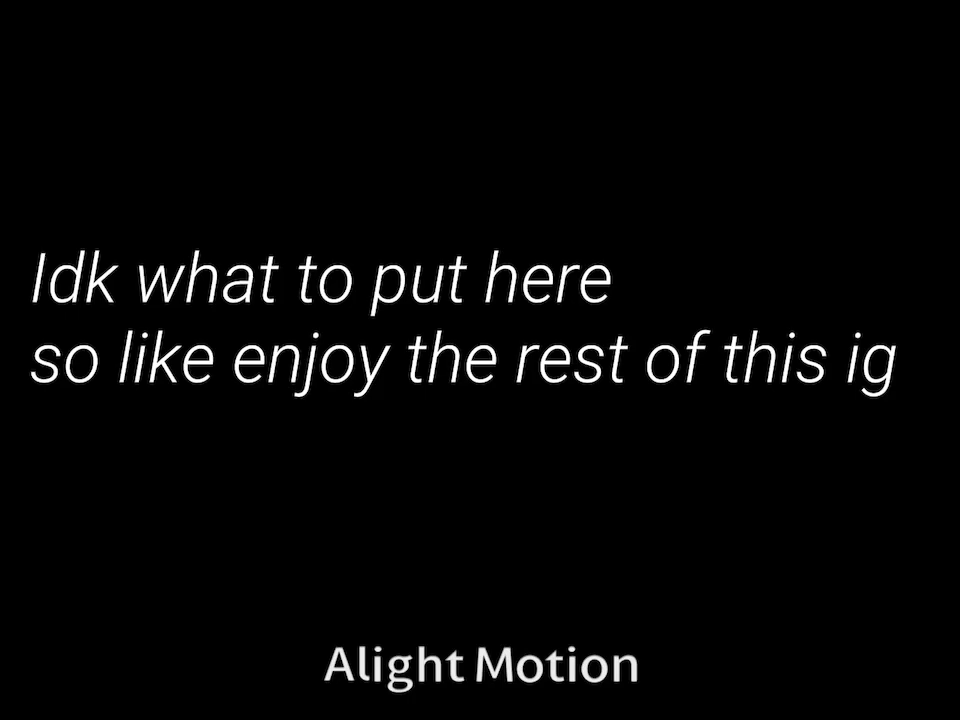 Idk what to put here
so like enjoy the rest of this ig
Alight Motion